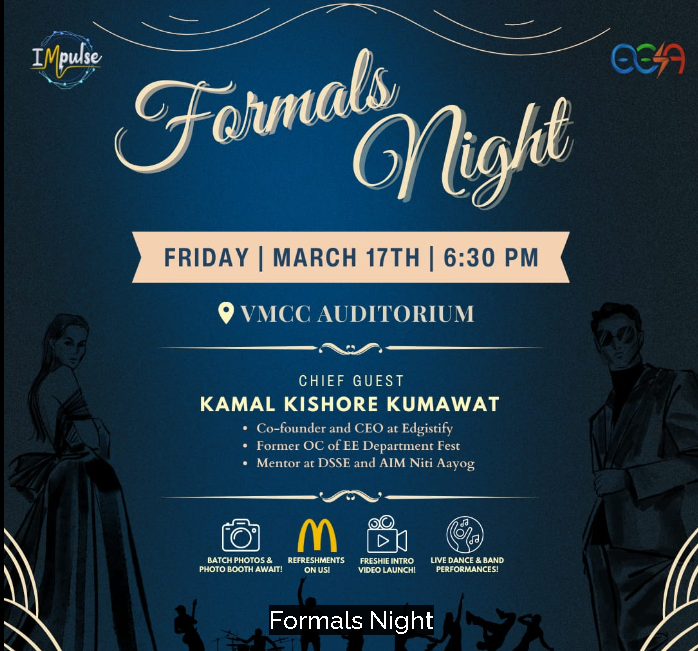 IMpulse
EESA
Formals
Night
FRIDAY | MARCH 17TH | 6:30 PM
VMCC AUDITORIUM
CHIEF GUEST
KAMAL KISHORE KUMAWAT
• Co-founder and CEO at Edgistify
• Former OC of EE Department Fest
• Mentor at DSSE and AIM Niti Aayog
BATCH PHOTOS &
PHOTO BOOTH AWAIT!
REFRESHMENTS
ON US!
FRESHIE INTRO
VIDEO LAUNCH!
LIVE DANCE & BAND
PERFORMANCES!
Formals Night